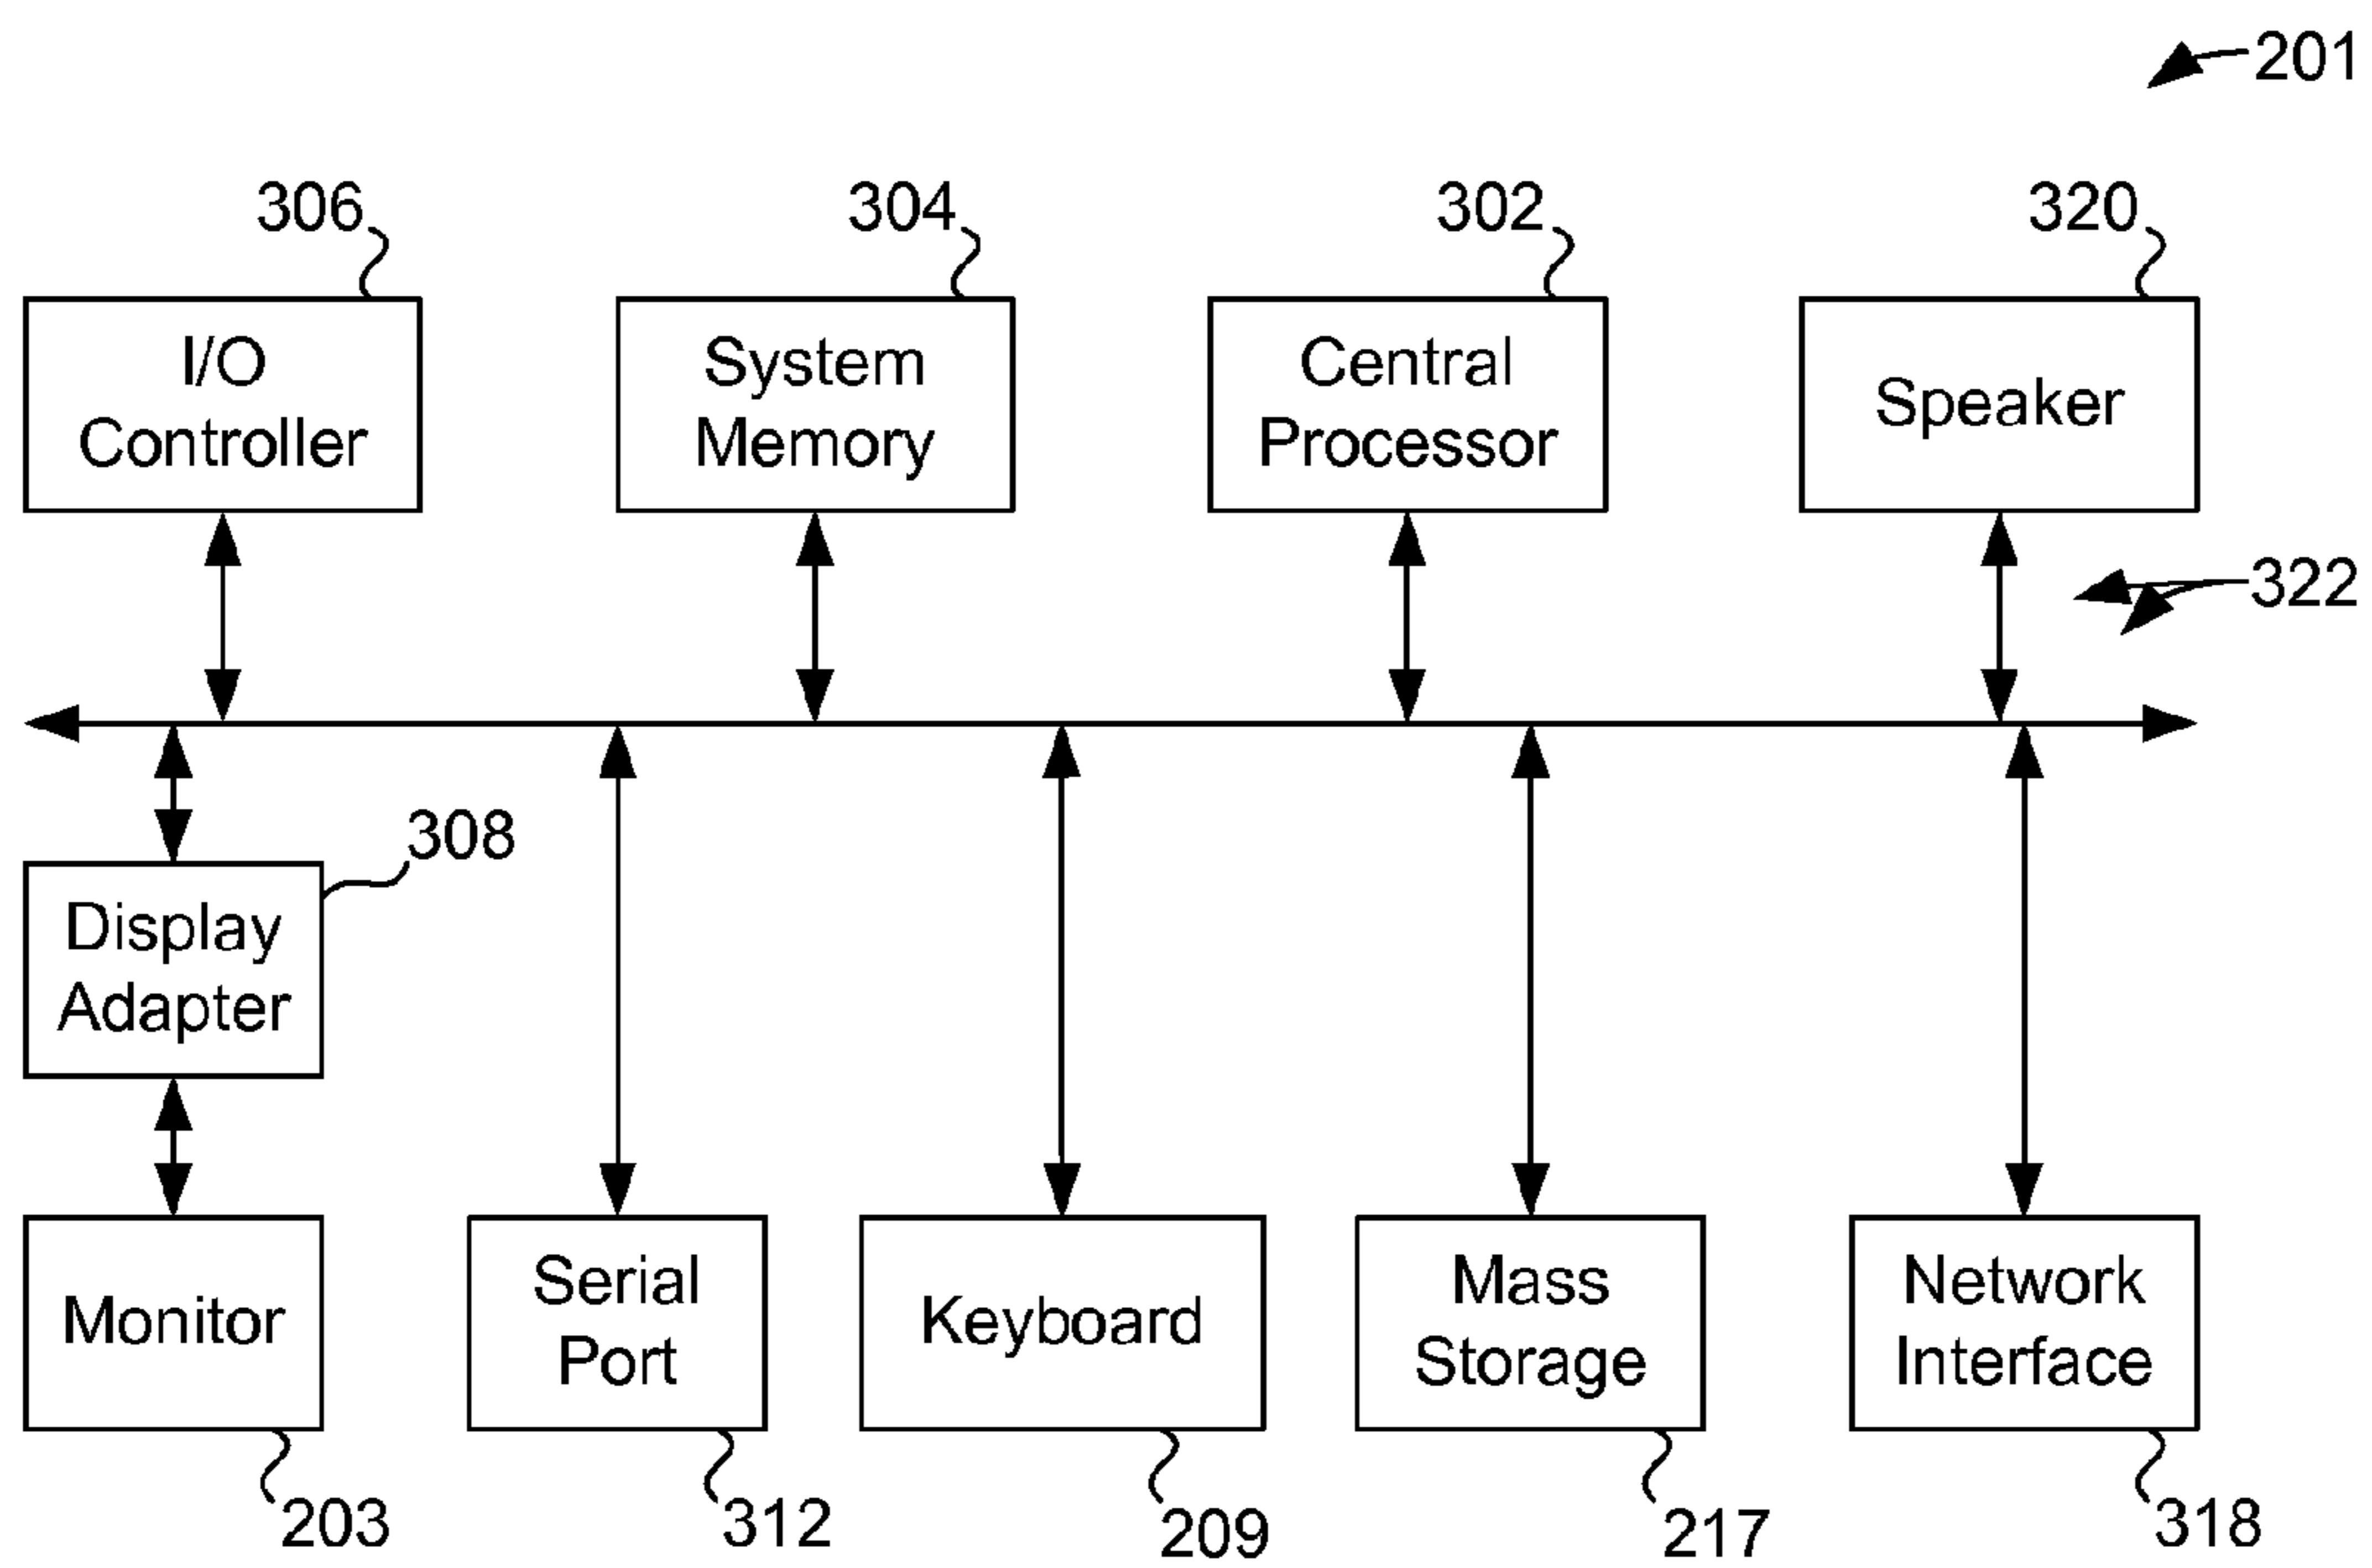 201
306
304
302
320
I/O
Controller
System
Memory
Central
Processor
Speaker
322
308
Display
Adapter
Monitor
Serial
Port
Keyboard
Mass
Storage
Network
Interface
203
312
209
217
318